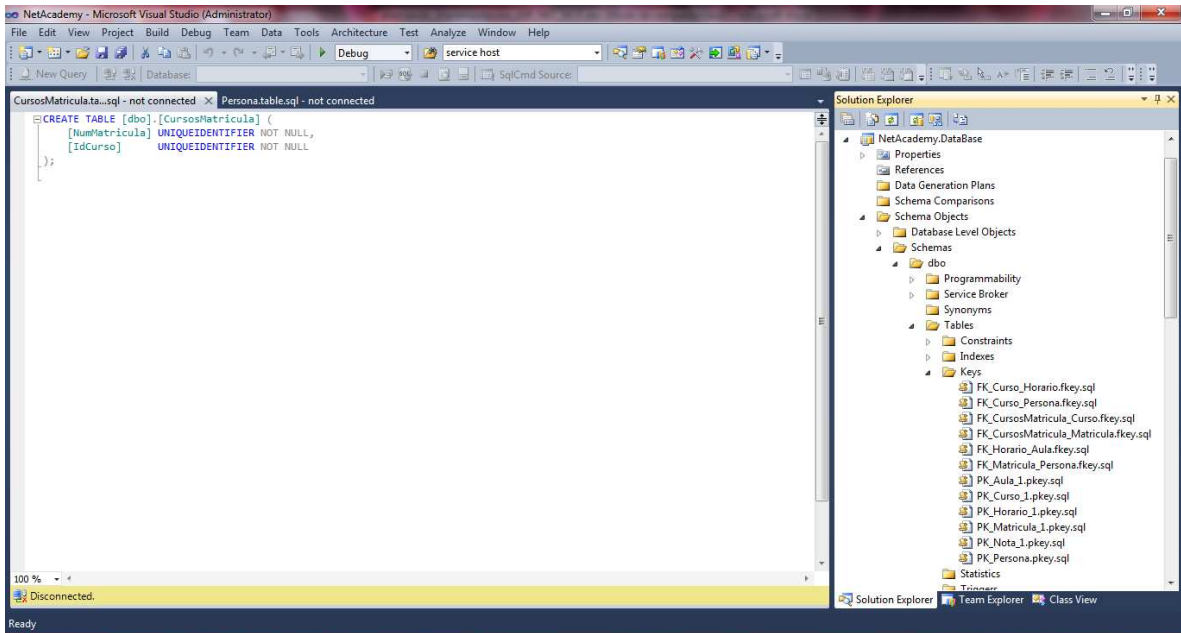 NetAcademy - Microsoft Visual Studio (Administrator)
File Edit View Project Build Debug Team Data Tools Architecture Test Analyze Window Help
Debug service host
New Query Database: SqlCmd Source:
CursosMatricula.ta...sql - not connected Persona.table.sql - not connected
CREATE TABLE [dbo].[CursosMatricula] (
[NumMatricula] UNIQUEIDENTIFIER NOT NULL,
[IdCurso] UNIQUEIDENTIFIER NOT NULL
);
100 %
Disconnected.
Solution Explorer
NetAcademy.DataBase
Properties
References
Data Generation Plans
Schema Comparisons
Schema Objects
Database Level Objects
Schemas
dbo
Programmability
Service Broker
Synonyms
Tables
Constraints
Indexes
Keys
FK_Curso_Horario.fkey.sql
FK_Curso_Persona.fkey.sql
FK_CursosMatricula_Curso.fkey.sql
FK_CursosMatricula_Matricula.fkey.sql
FK_Horario_Aula.fkey.sql
FK_Matricula_Persona.fkey.sql
PK_Aula_1.pkey.sql
PK_Curso_1.pkey.sql
PK_Horario_1.pkey.sql
PK_Matricula_1.pkey.sql
PK_Nota_1.pkey.sql
PK_Persona.pkey.sql
Statistics
Triggers
Solution Explorer Team Explorer Class View
Ready